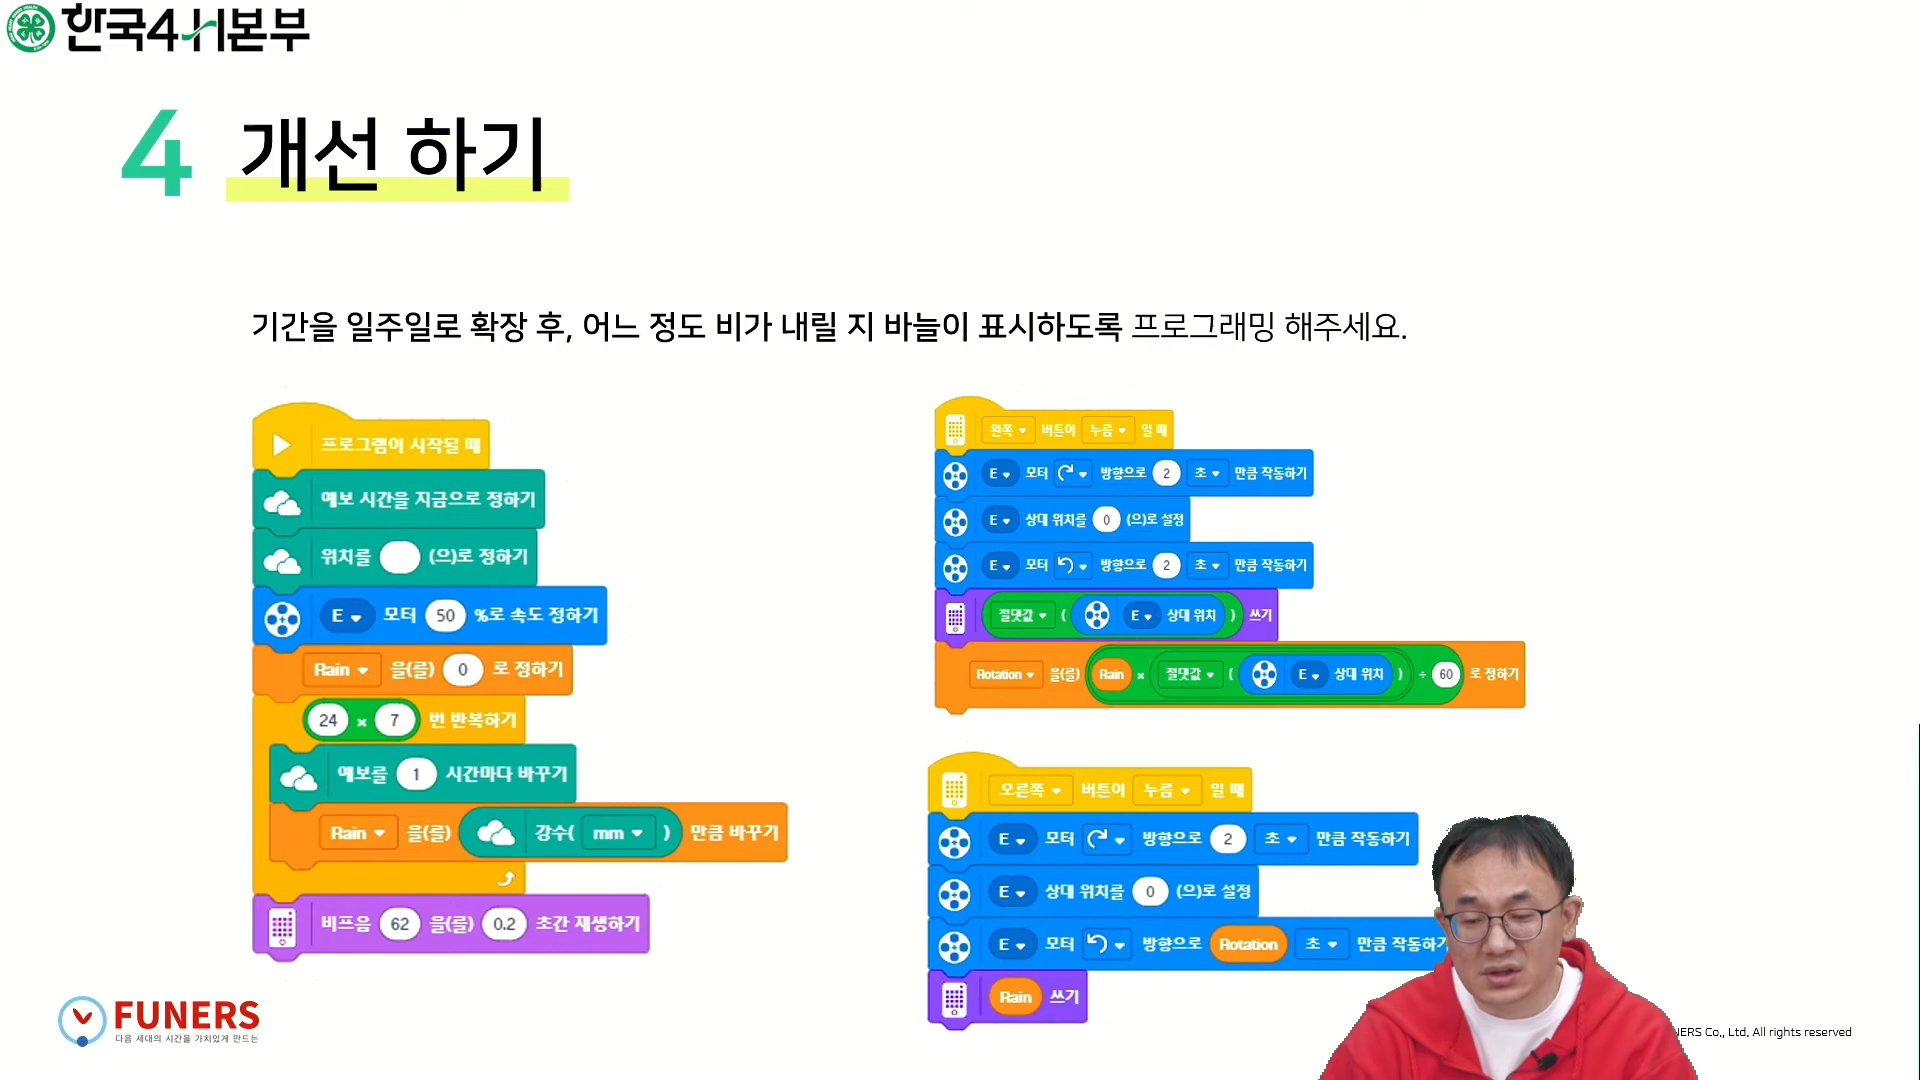 한국4-H본부
4 개선 하기
기간을 일주일로 확장 후, 어느 정도 비가 내릴 지 바늘이 표시하도록 프로그래밍 해주세요.
프로그램이 시작될 때
예보 시간을 지금으로 정하기
위치를 (으)로 정하기
E 모터 50 %로 속도 정하기
Rain 을(를) 0 로 정하기
24 × 7 번 반복하기
예보를 1 시간마다 바꾸기
Rain 을(를) 강수( mm ) 만큼 바꾸기
비프음 62 을(를) 0.2 초간 재생하기
왼쪽 버튼이 누름 일 때
E 모터 방향으로 2 초 만큼 작동하기
E 상대 위치를 0 (으)로 설정
E 모터 방향으로 2 초 만큼 작동하기
절댓값 ( E 상대 위치 ) 쓰기
Rotation 을(를) Rain × 절댓값 ( E 상대 위치 ) ÷ 60 로 정하기
오른쪽 버튼이 누름 일 때
E 모터 방향으로 2 초 만큼 작동하기
E 상대 위치를 0 (으)로 설정
E 모터 방향으로 Rotation 초 만큼 작동하기
Rain 쓰기
FUNERS
다음 세대의 시간을 가치있게 만드는
NERS Co., Ltd. All rights reserved